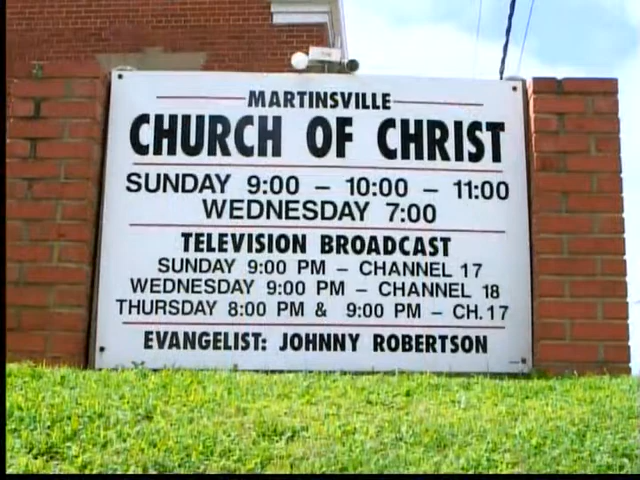 MARTINSVILLE
CHURCH OF CHRIST
SUNDAY 9:00 – 10:00 – 11:00
WEDNESDAY 7:00
TELEVISION BROADCAST
SUNDAY 9:00 PM – CHANNEL 17
WEDNESDAY 9:00 PM – CHANNEL 18
THURSDAY 8:00 PM & 9:00 PM – CH.17
EVANGELIST: JOHNNY ROBERTSON